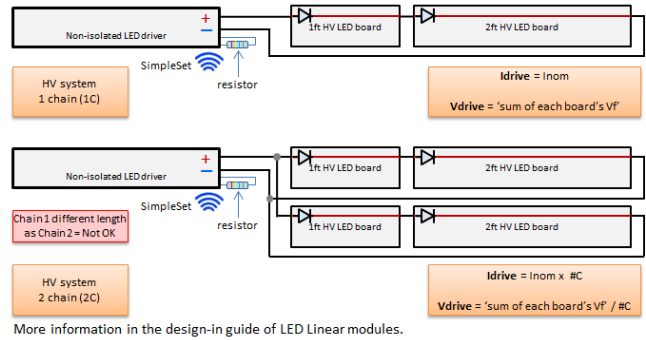 +
−
Non-isolated LED driver
1ft HV LED board
2ft HV LED board
SimpleSet
resistor
HV system
1 chain (1C)
Idrive = Inom
Vdrive = ‘sum of each board’s Vf’
+
−
Non-isolated LED driver
1ft HV LED board
2ft HV LED board
SimpleSet
resistor
Chain 1 different length
as Chain 2 = Not OK
1ft HV LED board
2ft HV LED board
HV system
2 chain (2C)
Idrive = Inom x #C
Vdrive = ‘sum of each board’s Vf’ / #C
More information in the design-in guide of LED Linear modules.